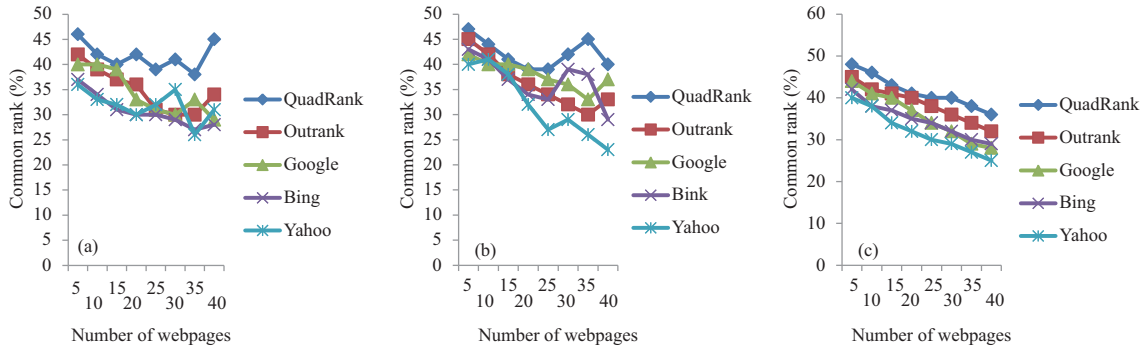 Common rank (%)
50
45
40
35
30
25
20
15
10
5
0
(a)
5 15 25 35
10 20 30 40
Number of webpages
QuadRank
Outrank
Google
Bing
Yahoo
Common rank (%)
50
45
40
35
30
25
20
15
10
5
0
(b)
5 15 25 35
10 20 30 40
Number of webpages
QuadRank
Outrank
Google
Bink
Yahoo
Common rank (%)
60
50
40
30
20
10
0
(c)
5 15 25 35
10 20 30 40
Number of webpages
QuadRank
Outrank
Google
Bing
Yahoo